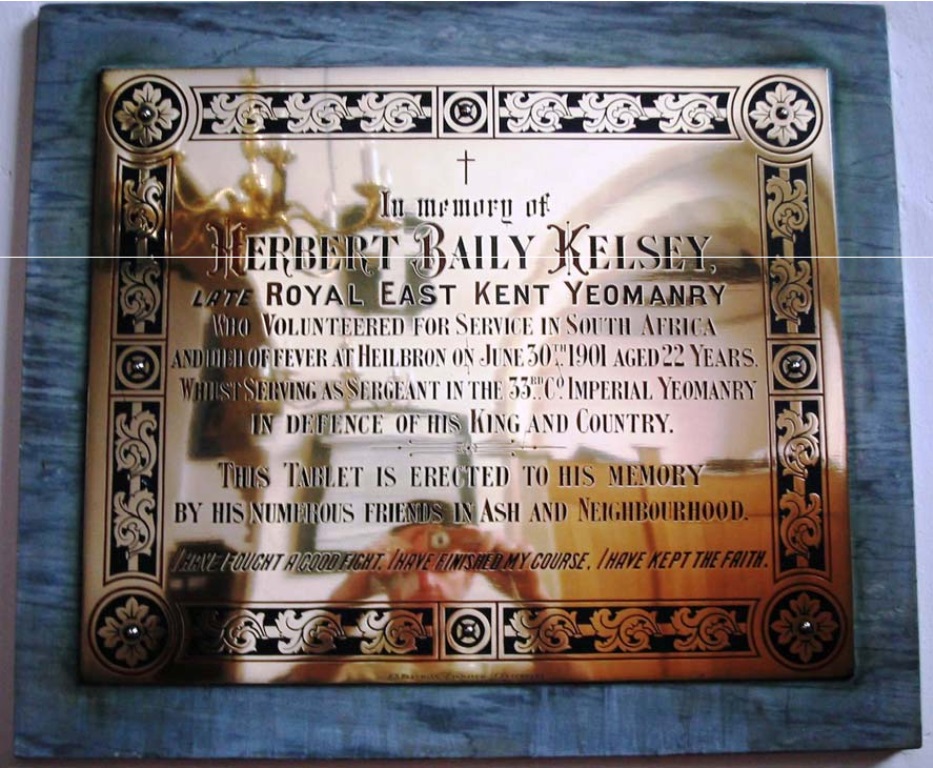 In memory of
HERBERT BAILY KELSEY,
LATE ROYAL EAST KENT YEOMANRY
WHO VOLUNTEERED FOR SERVICE IN SOUTH AFRICA
AND DIED OF FEVER AT HEILBRON ON JUNE 30TH 1901 AGED 22 YEARS.
WHILST SERVING AS SERGEANT IN THE 33RD Co. IMPERIAL YEOMANRY
IN DEFENCE OF HIS KING AND COUNTRY.
THIS TABLET IS ERECTED TO HIS MEMORY
BY HIS NUMEROUS FRIENDS IN ASH AND NEIGHBOURHOOD.
I HAVE FOUGHT A GOOD FIGHT, I HAVE FINISHED MY COURSE, I HAVE KEPT THE FAITH.